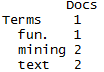 Docs
Terms 1
fun. 1
mining 2
text 2